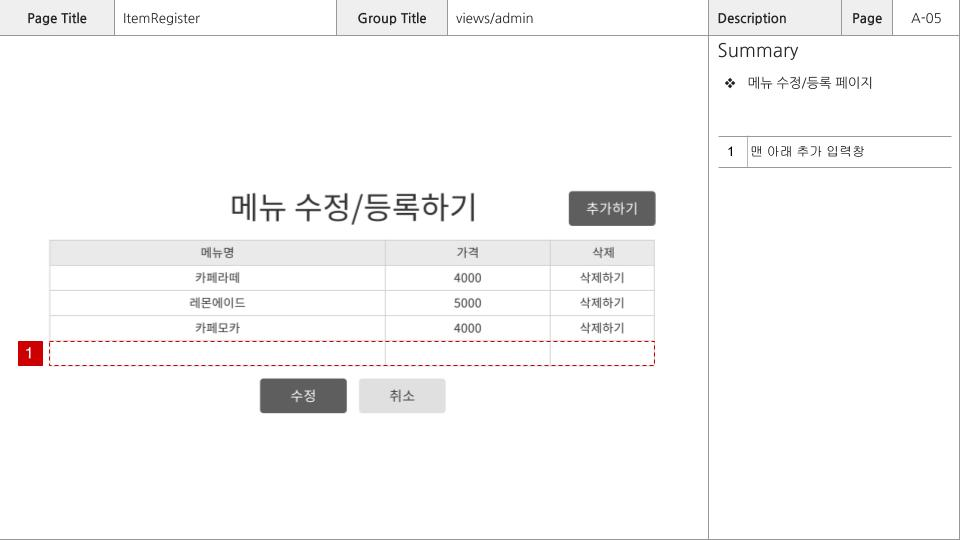 Page Title ItemRegister Group Title views/admin Description Page A-05
Summary
❖ 메뉴 수정/등록 페이지
1 맨 아래 추가 입력창
메뉴 수정/등록하기 추가하기
메뉴명 가격 삭제
카페라떼 4000 삭제하기
레몬에이드 5000 삭제하기
카페모카 4000 삭제하기
1
수정 취소